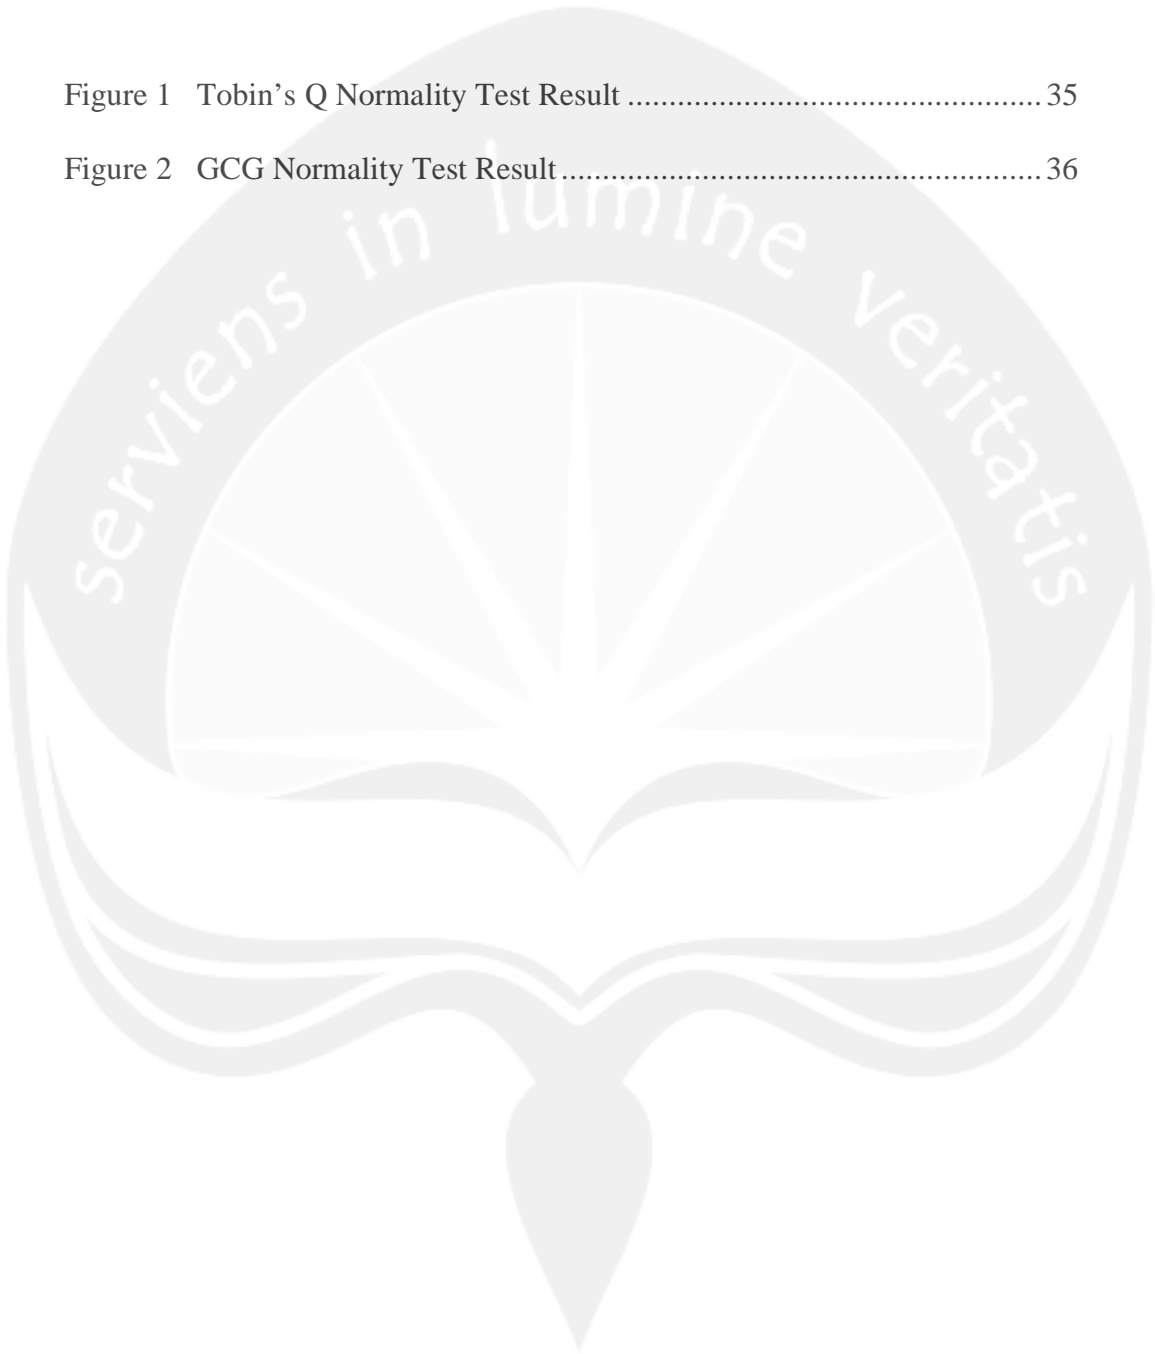 Figure 1 Tobin’s Q Normality Test Result .................................................. 35
Figure 2 GCG Normality Test Result .......................................................... 36
serviens in lumine veritatis